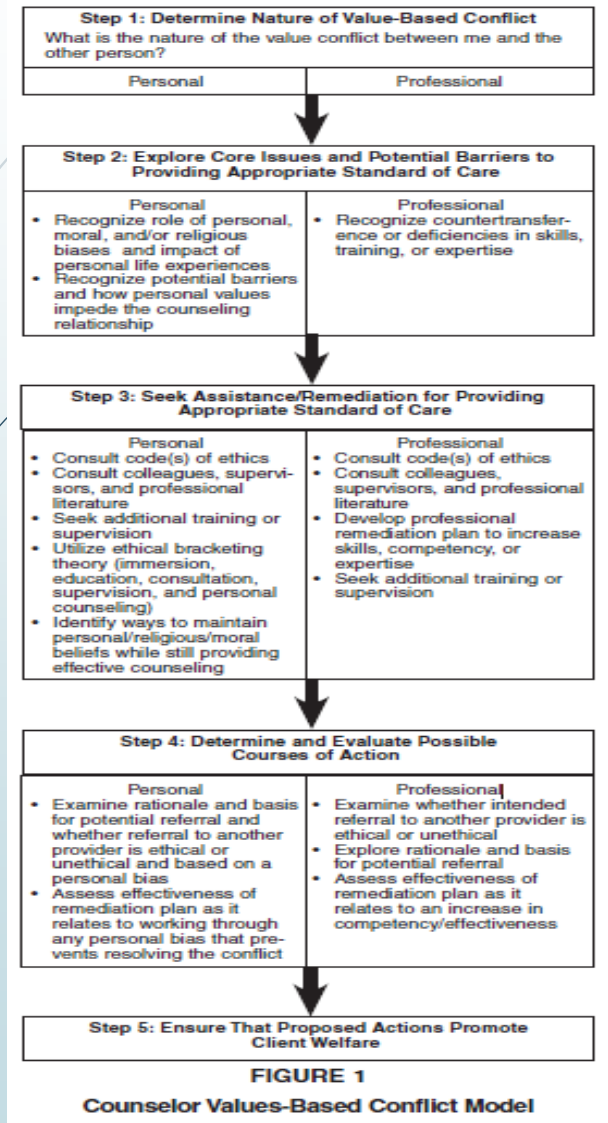 Step 1: Determine Nature of Value-Based Conflict
What is the nature of the value conflict between me and the
other person?
Personal
Professional
Step 2: Explore Core Issues and Potential Barriers to
Providing Appropriate Standard of Care
Personal
• Recognize role of personal,
moral, and/or religious
biases and impact of
personal life experiences
• Recognize potential barriers
and how personal values
impede the counseling
relationship
Professional
• Recognize countertransfer-
ence or deficiencies in skills,
training, or expertise
Step 3: Seek Assistance/Remediation for Providing
Appropriate Standard of Care
Personal
• Consult code(s) of ethics
• Consult colleagues, supervi-
sors, and professional
literature
• Seek additional training or
supervision
• Utilize ethical bracketing
theory (immersion,
education, consultation,
supervision, and personal
counseling)
• Identify ways to maintain
personal/religious/moral
beliefs while still providing
effective counseling
Professional
• Consult code(s) of ethics
• Consult colleagues,
supervisors, and professional
literature
• Develop professional
remediation plan to increase
skills, competency, or
expertise
• Seek additional training or
supervision
Step 4: Determine and Evaluate Possible
Courses of Action
Personal
• Examine rationale and basis
for potential referral and
whether referral to another
provider is ethical or
unethical and based on a
personal bias
• Assess effectiveness of
remediation plan as it
relates to working through
any personal bias that pre-
vents resolving the conflict
Professional
• Examine whether intended
referral to another provider is
ethical or unethical
• Explore rationale and basis
for potential referral
• Assess effectiveness of
remediation plan as it
relates to an increase in
competency/effectiveness
Step 5: Ensure That Proposed Actions Promote
Client Welfare
FIGURE 1
Counselor Values-Based Conflict Model